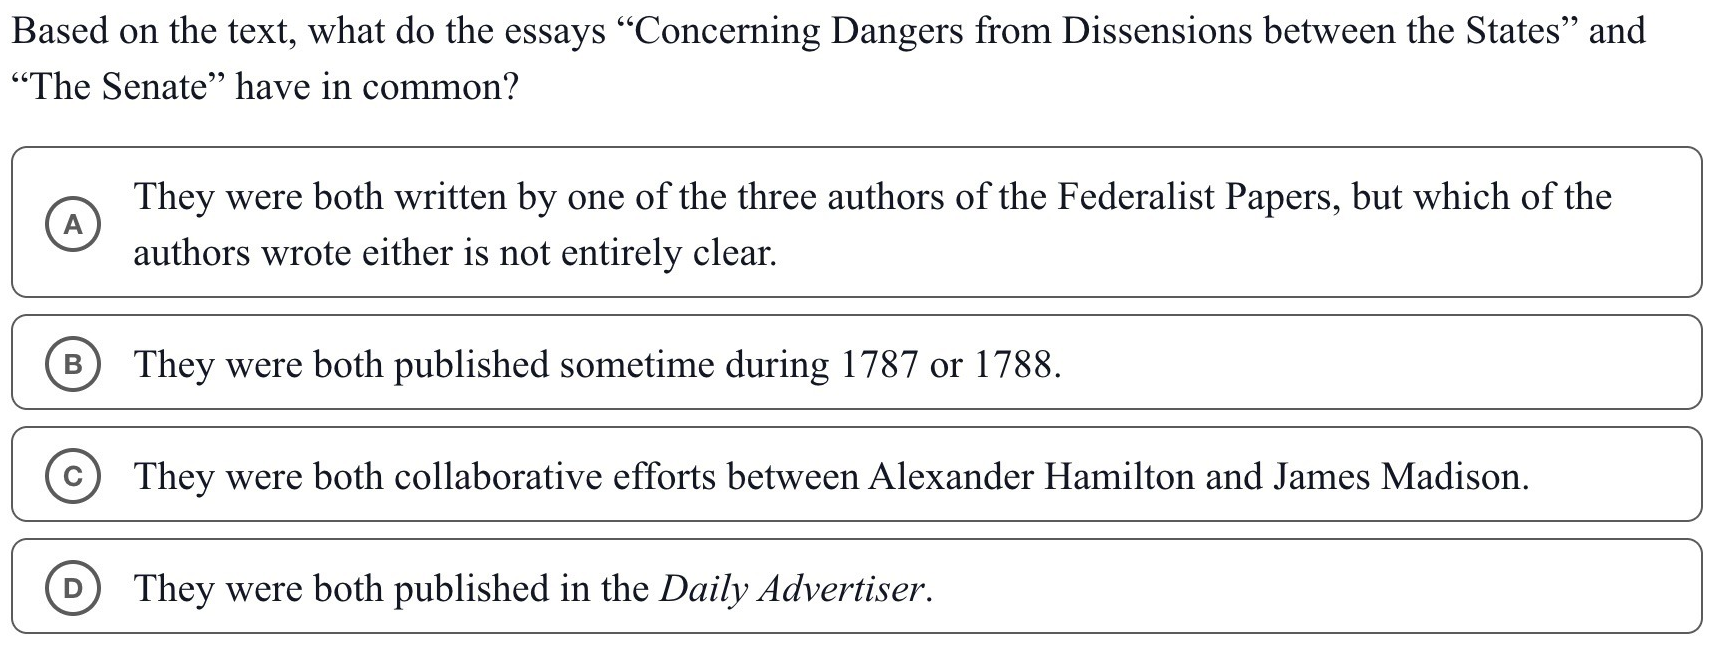 Based on the text, what do the essays “Concerning Dangers from Dissensions between the States” and
“The Senate” have in common?
A
They were both written by one of the three authors of the Federalist Papers, but which of the
authors wrote either is not entirely clear.
B
They were both published sometime during 1787 or 1788.
C
They were both collaborative efforts between Alexander Hamilton and James Madison.
D
They were both published in the Daily Advertiser.